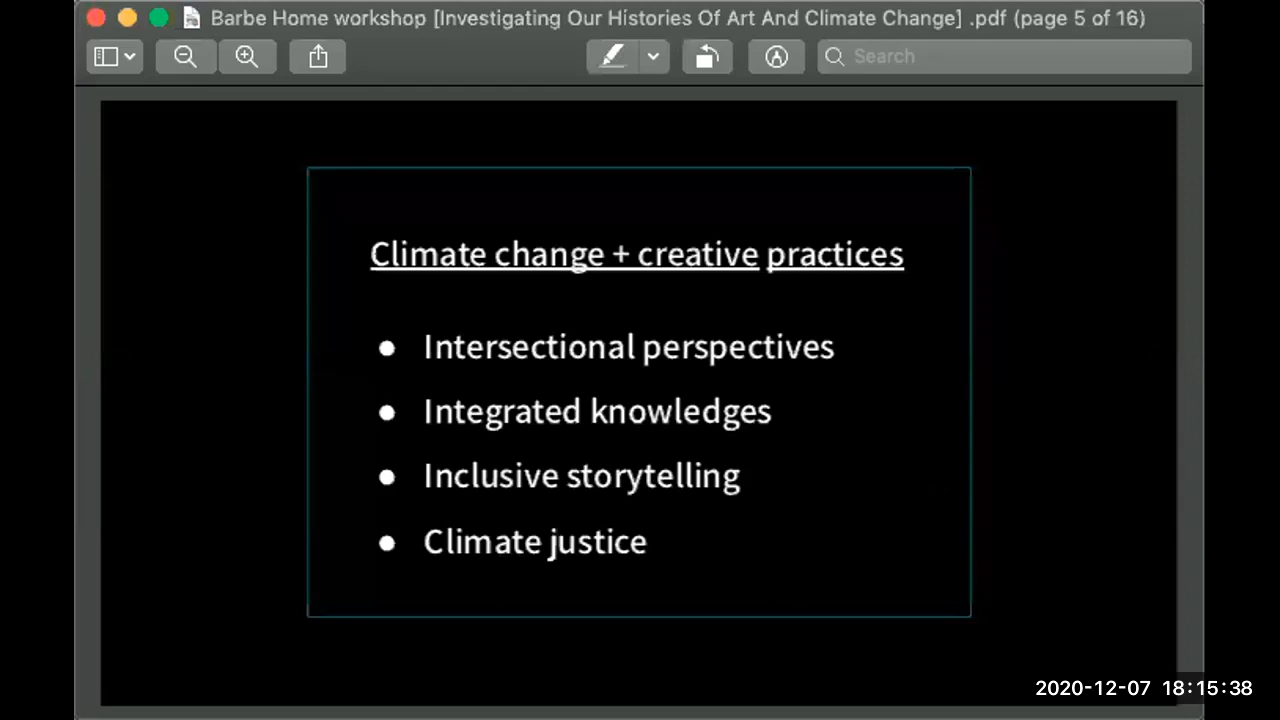 Barbe Home workshop [Investigating Our Histories Of Art And Climate Change] .pdf (page 5 of 16)
Search
Climate change + creative practices
● Intersectional perspectives
● Integrated knowledges
● Inclusive storytelling
● Climate justice
2020-12-07 18:15:38